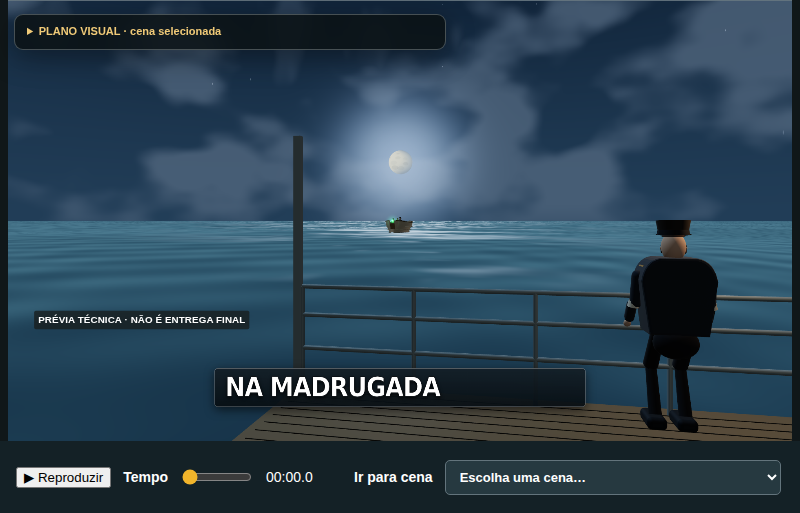 ▶ PLANO VISUAL · cena selecionada
PRÉVIA TÉCNICA · NÃO É ENTREGA FINAL
NA MADRUGADA
▶ Reproduzir Tempo 00:00.0 Ir para cena Escolha uma cena…